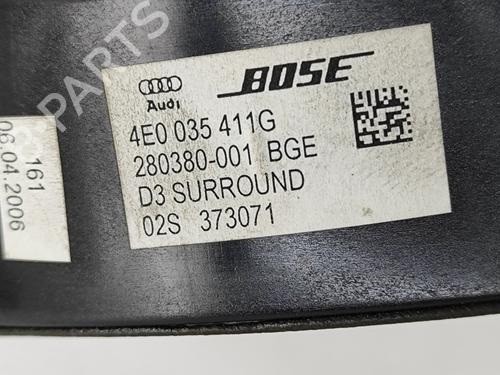 BOSE
Audi
4E0 035 411G
280380-001 BGE
D3 SURROUND
02S 373071
161
06.04.2006
PARTS